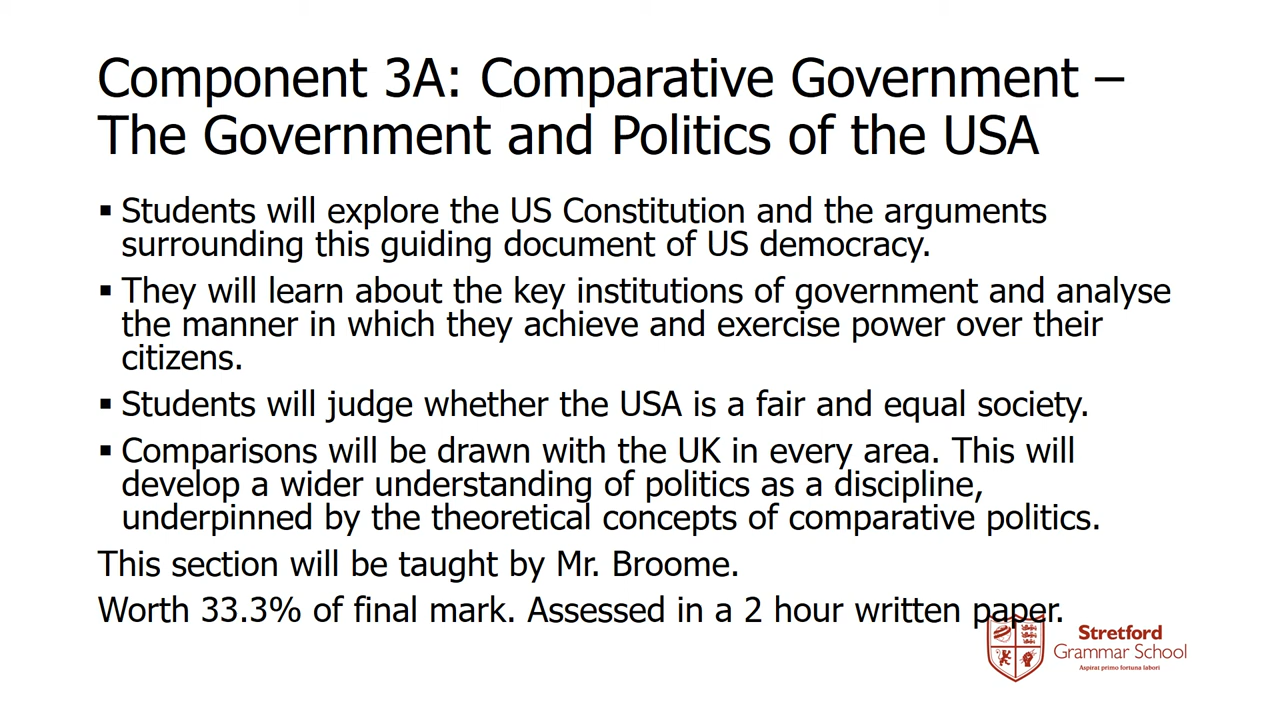 Component 3A: Comparative Government –
The Government and Politics of the USA
▪ Students will explore the US Constitution and the arguments
surrounding this guiding document of US democracy.
▪ They will learn about the key institutions of government and analyse
the manner in which they achieve and exercise power over their
citizens.
▪ Students will judge whether the USA is a fair and equal society.
▪ Comparisons will be drawn with the UK in every area. This will
develop a wider understanding of politics as a discipline,
underpinned by the theoretical concepts of comparative politics.
This section will be taught by Mr. Broome.
Worth 33.3% of final mark. Assessed in a 2 hour written paper.
Stretford
Grammar School
Aspirat primo fortuna labori